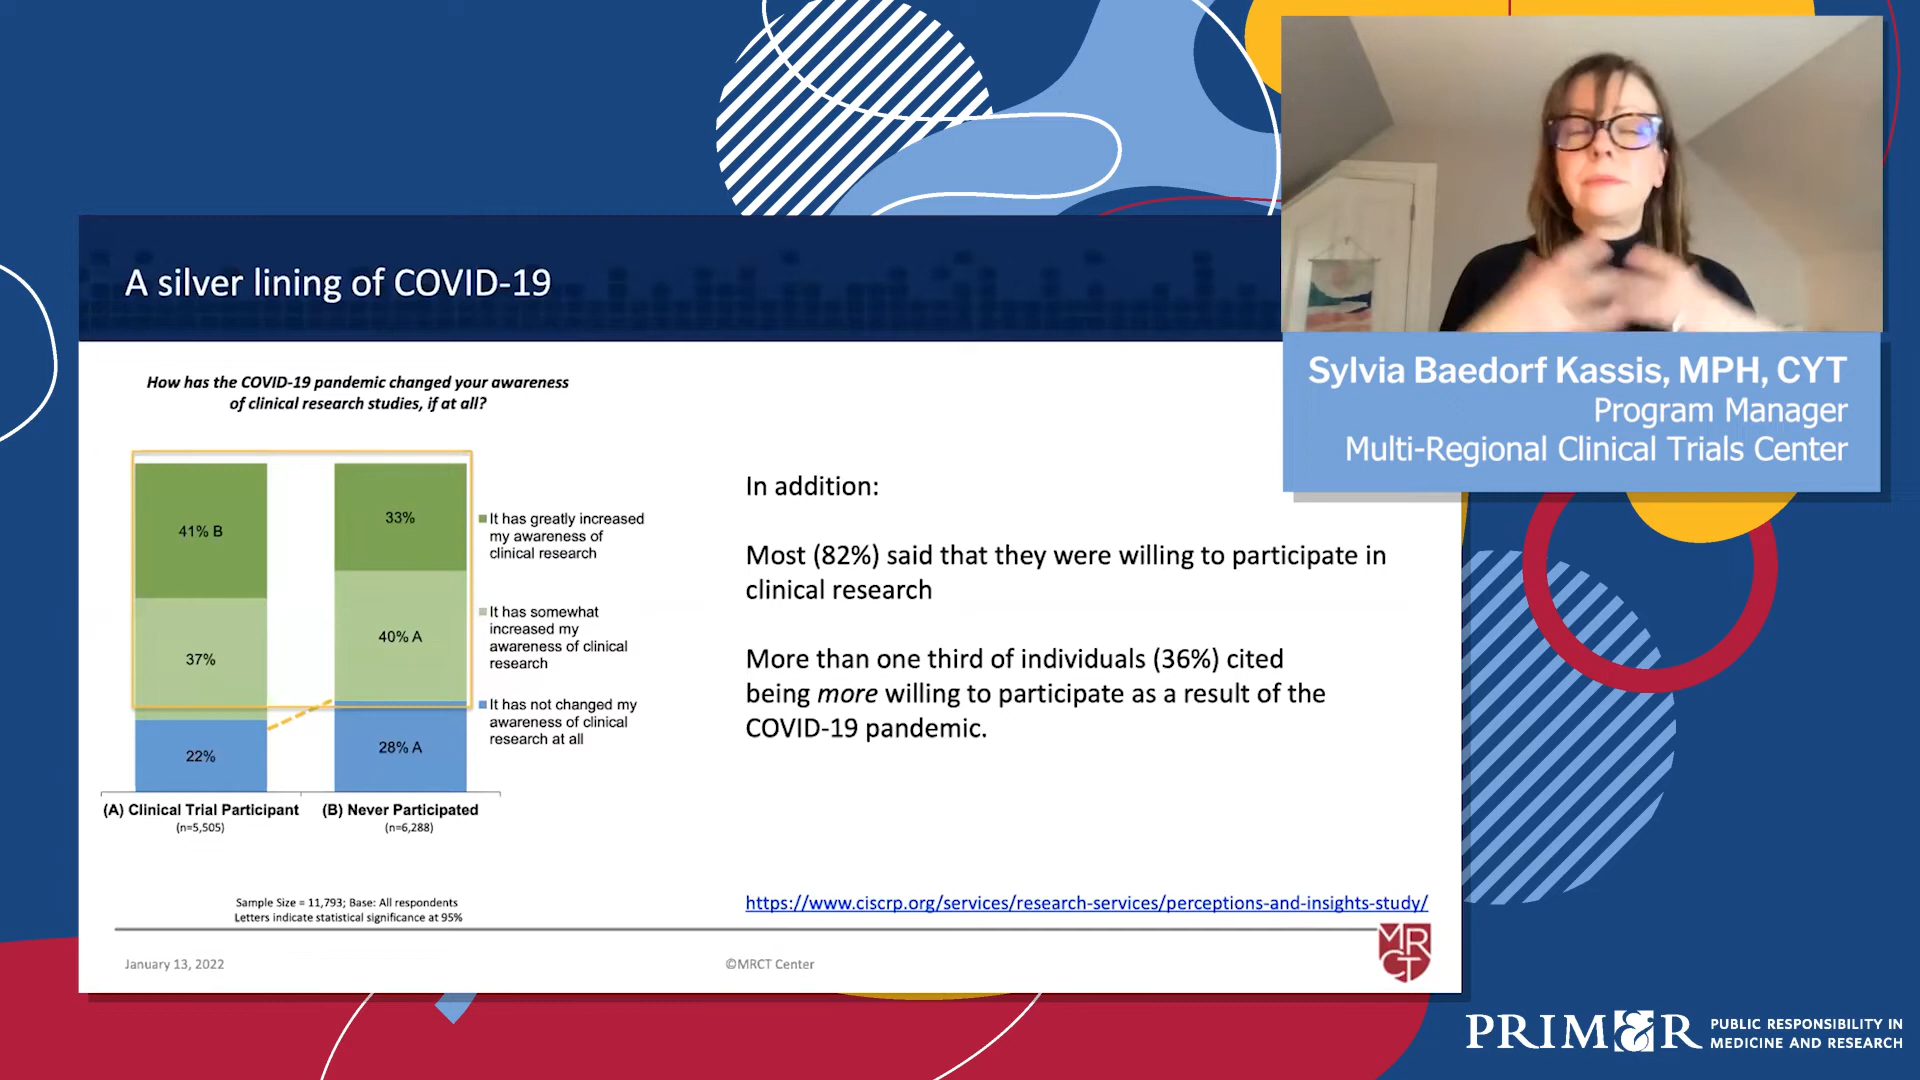 Sylvia Baedorf Kassis, MPH, CYT
Program Manager
Multi-Regional Clinical Trials Center
A silver lining of COVID-19
How has the COVID-19 pandemic changed your awareness
of clinical research studies, if at all?
41% B
37%
22%
33%
40% A
28% A
It has greatly increased
my awareness of
clinical research
It has somewhat
increased my
awareness of clinical
research
It has not changed my
awareness of clinical
research at all
(A) Clinical Trial Participant
(n=5,505)
(B) Never Participated
(n=6,288)
Sample Size = 11,793; Base: All respondents
Letters indicate statistical significance at 95%
In addition:
Most (82%) said that they were willing to participate in
clinical research
More than one third of individuals (36%) cited
being more willing to participate as a result of the
COVID-19 pandemic.
https://www.ciscrp.org/services/research-services/perceptions-and-insights-study/
January 13, 2022
©MRCT Center
MR
CT
PRIM&R
PUBLIC RESPONSIBILITY IN
MEDICINE AND RESEARCH